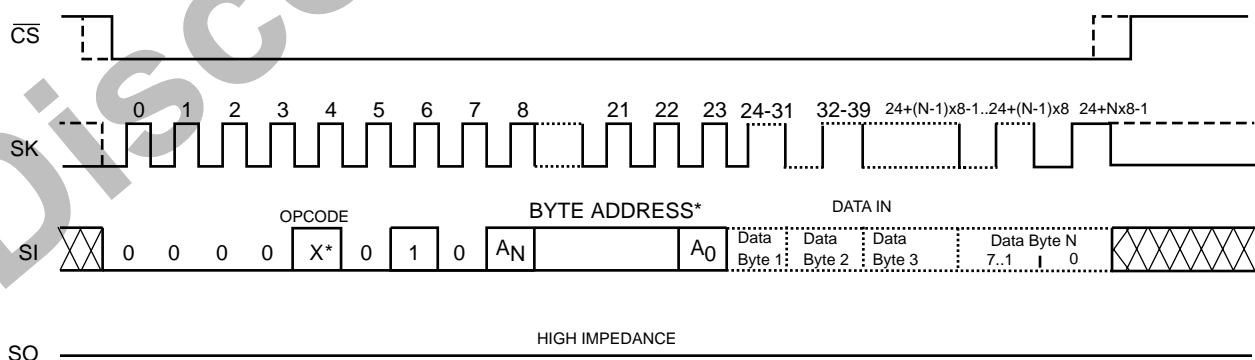 CS
0 1 2 3 4 5 6 7 8 21 22 23 24-31 32-39 24+(N-1)x8-1..24+(N-1)x8 24+Nx8-1
SK
OPCODE
BYTE ADDRESS*
DATA IN
SI 0 0 0 0 X* 0 1 0 AN A0
Data Byte 1
Data Byte 2
Data Byte 3
Data Byte N
7..1 0
HIGH IMPEDANCE
SO
Disc